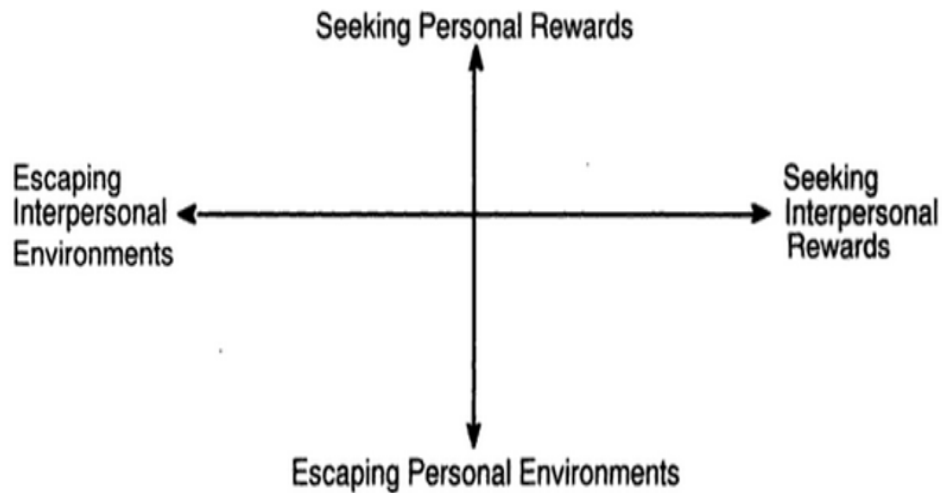 Seeking Personal Rewards
Escaping
Interpersonal
Environments
Seeking
Interpersonal
Rewards
Escaping Personal Environments